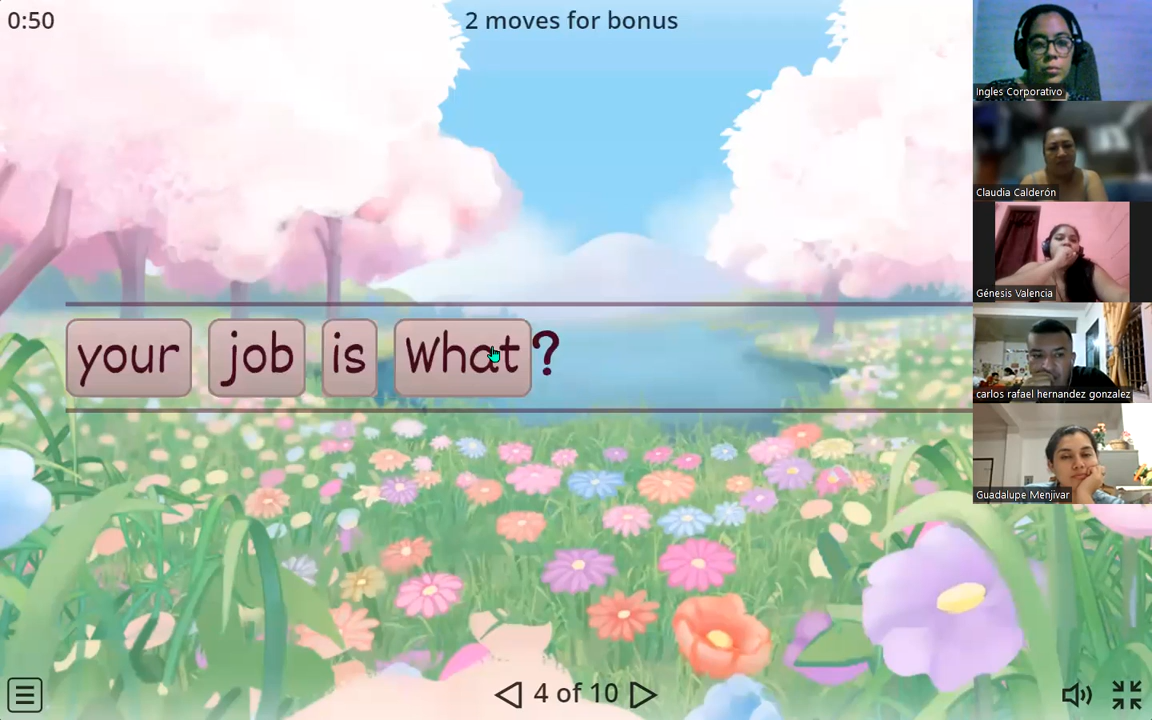 0:50
2 moves for bonus
Ingles Corporativo
Claudia Calderón
Génesis Valencia
your job is What ?
carlos rafael hernandez gonzalez
Guadalupe Menjivar
4 of 10